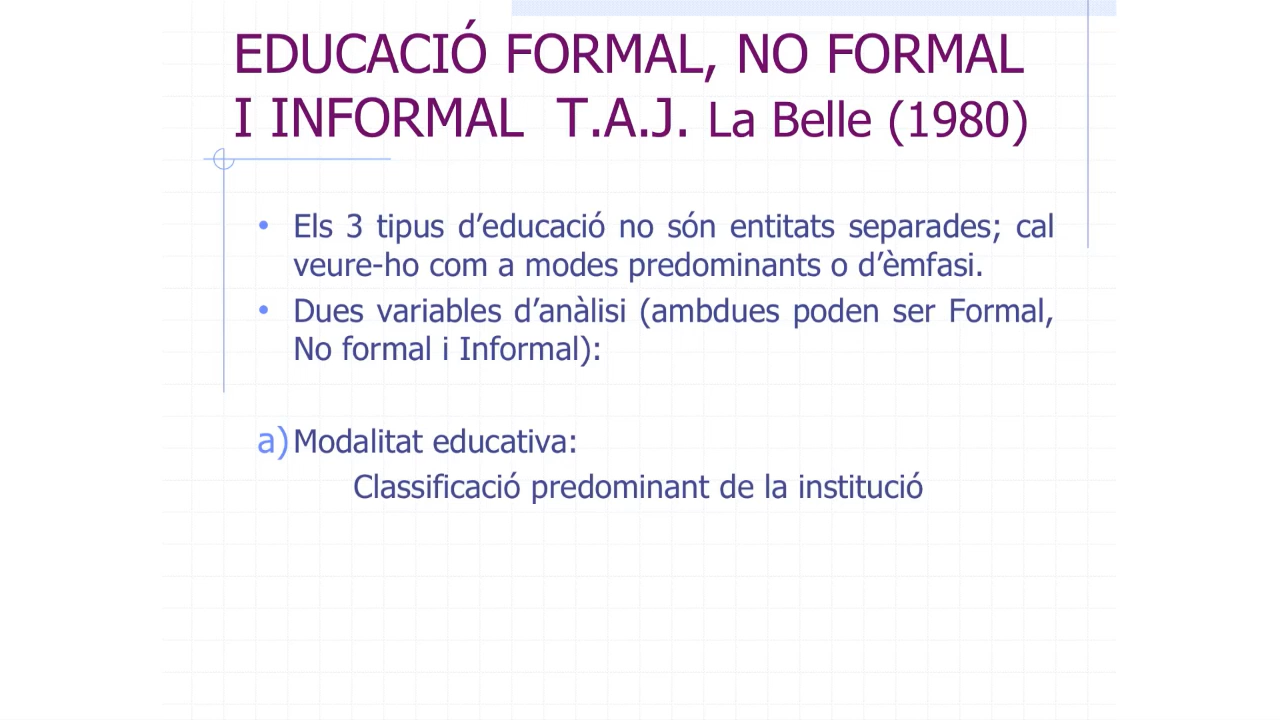 EDUCACIÓ FORMAL, NO FORMAL
I INFORMAL T.A.J. La Belle (1980)
• Els 3 tipus d’educació no són entitats separades; cal
veure-ho com a modes predominants o d’èmfasi.
• Dues variables d’anàlisi (ambdues poden ser Formal,
No formal i Informal):
a) Modalitat educativa:
Classificació predominant de la institució